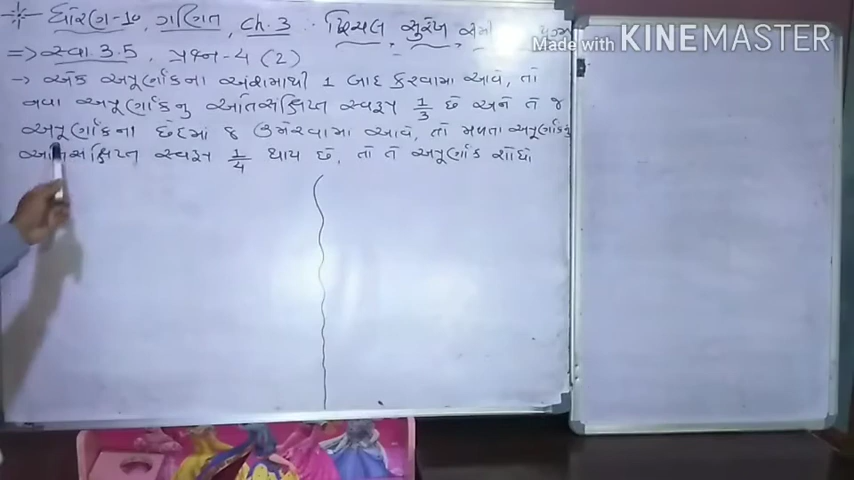 ધોરણ-10, ગણિત, Ch. 3. દ્વિચલ સુરેખ સમી
Made with KINEMASTER
=> સ્વા. 3.5, પ્રશ્ન-4 (2)
→ એક અપૂર્ણાંકના અંશમાથી 1 બાદ કરવામા આવે, તો
નવા અપૂર્ણાંકનુ અતિસંક્ષિપ્ત સ્વરૂપ 1/3 છે અને તે જ
અપૂર્ણાંકના છેદમાં 8 ઉમેરવામા આવે, તો મળતા અપૂર્ણાંકનુ
અતિસંક્ષિપ્ત સ્વરૂપ 1/4 થાય છે, તો તે અપૂર્ણાંક શોધો